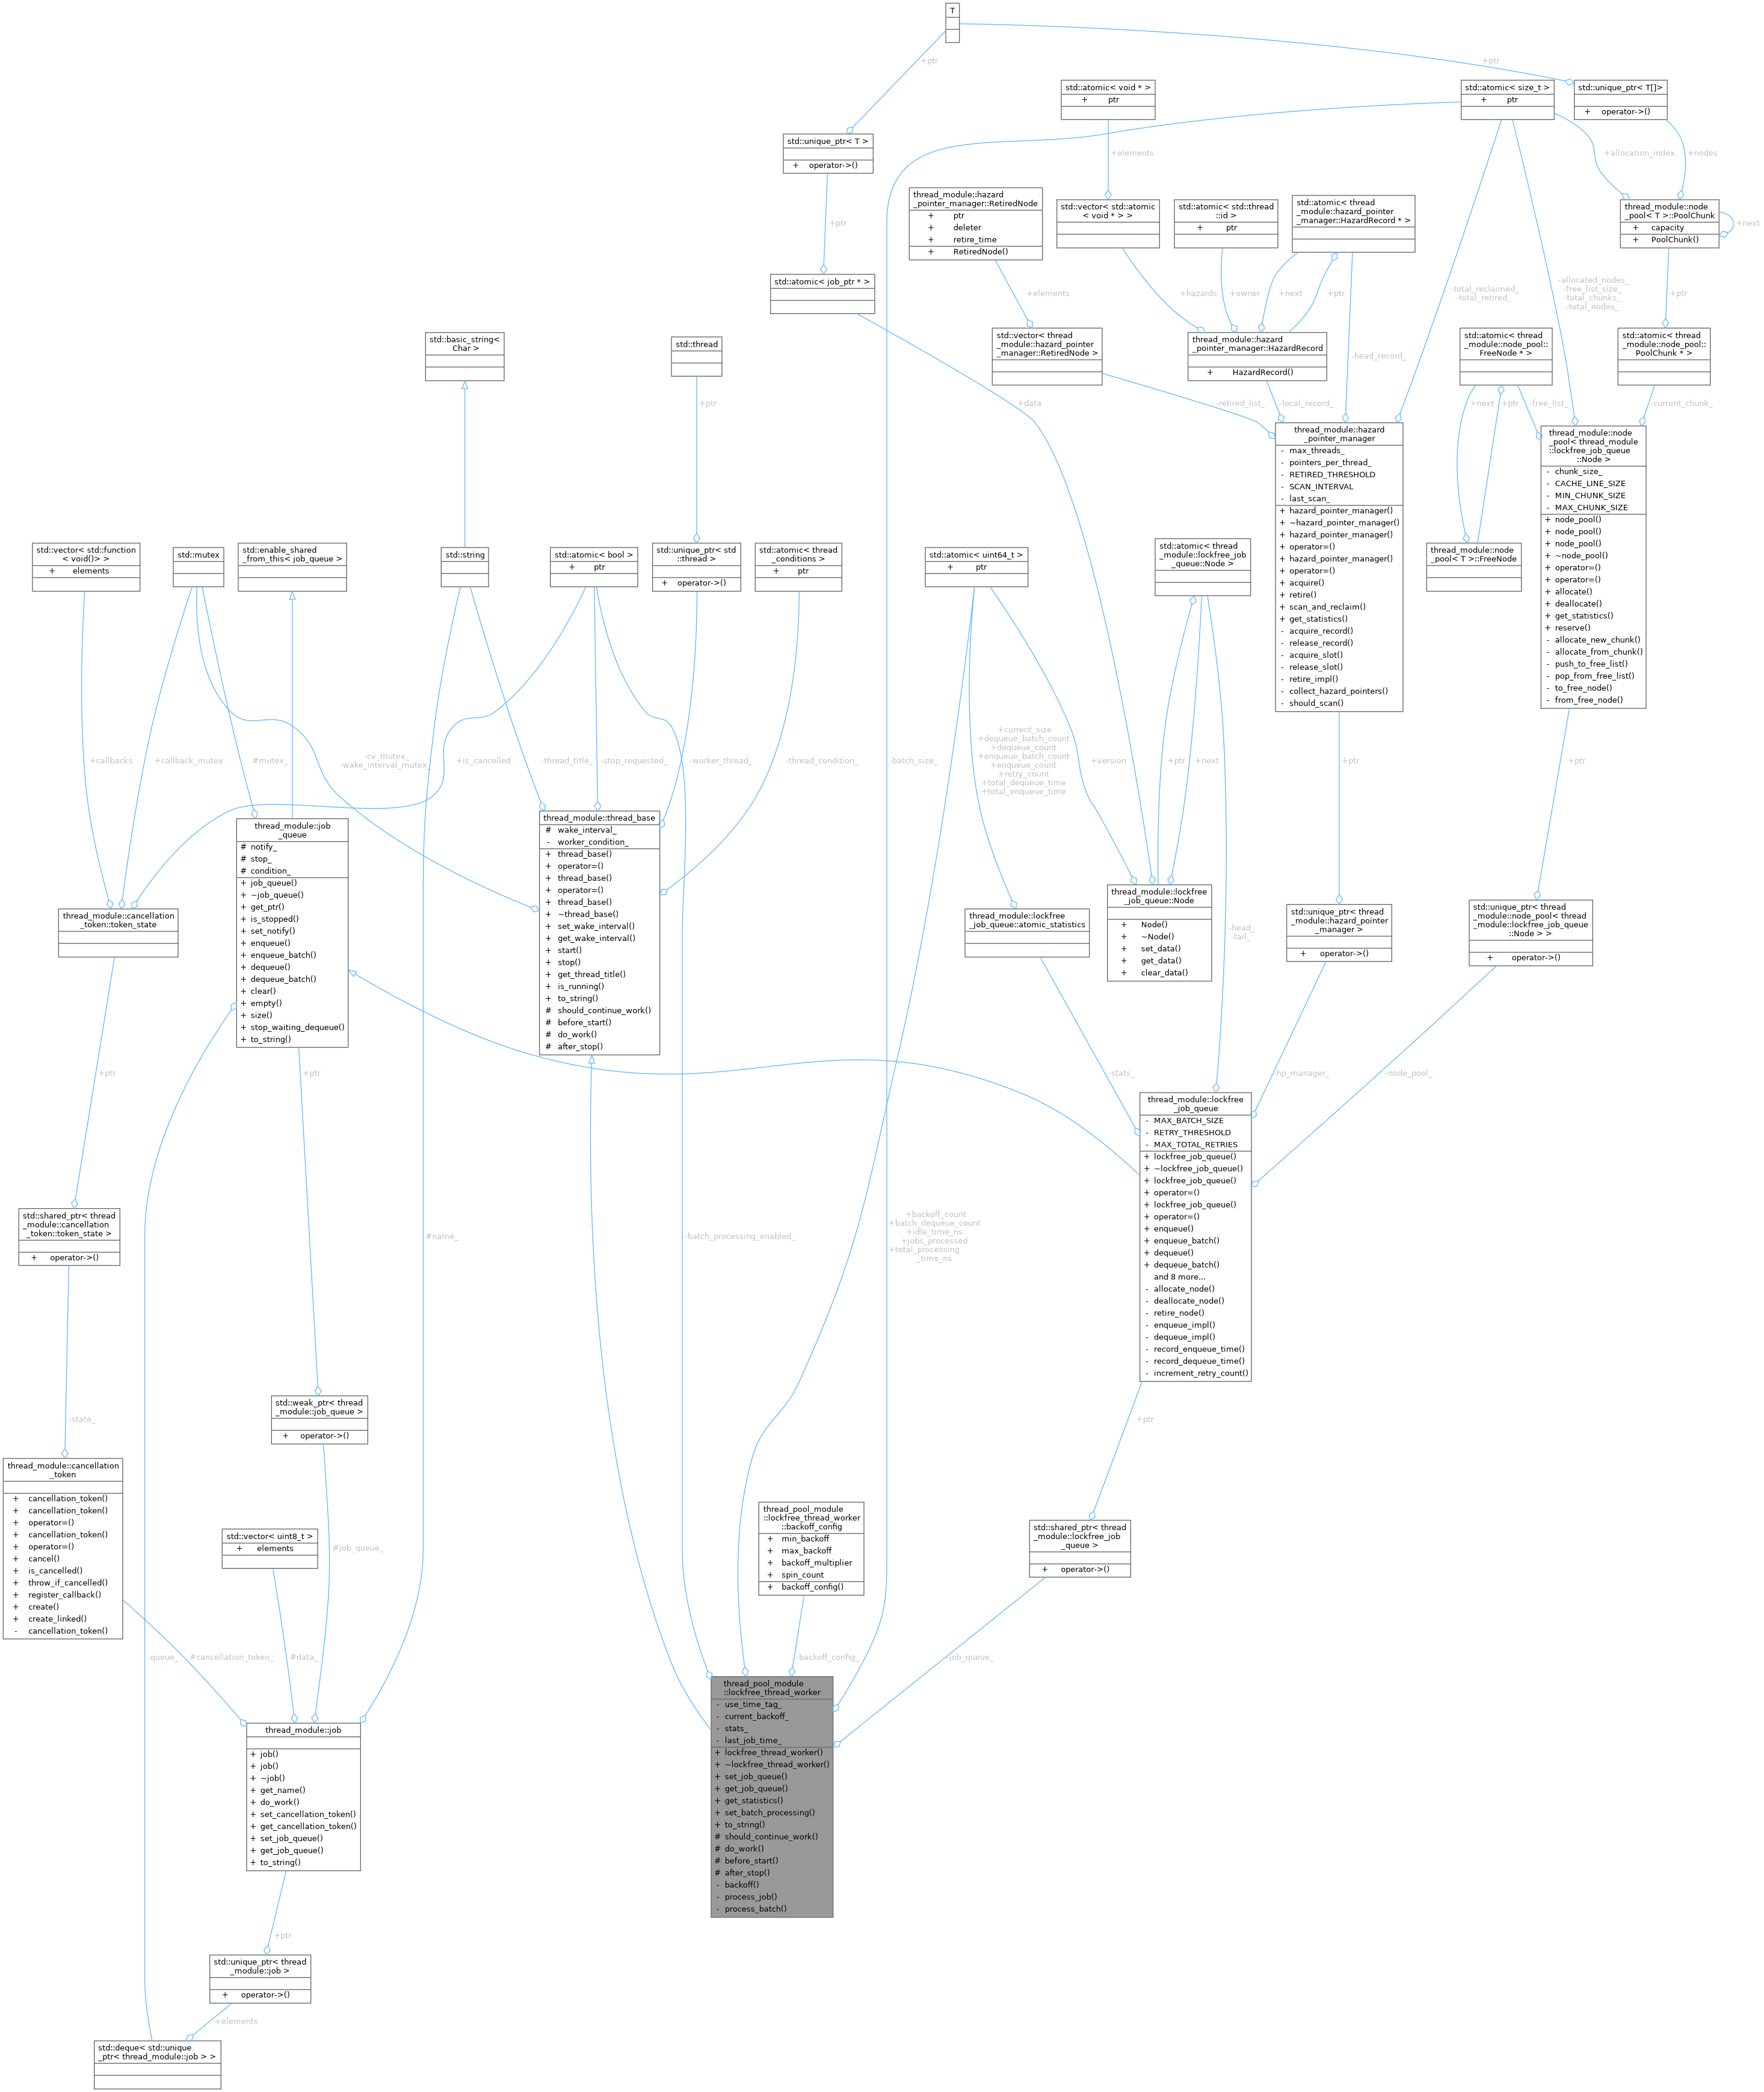 T
+ptr
+ptr
std::atomic< void * >
+ ptr
std::atomic< size_t >
+ ptr
std::unique_ptr< T[]>
+ operator->()
std::unique_ptr< T >
+ operator->()
+elements
+allocation_index
+nodes
thread_module::hazard
_pointer_manager::RetiredNode
+ ptr
+ deleter
+ retire_time
+ RetiredNode()
std::vector< std::atomic
< void * > >
std::atomic< std::thread
::id >
+ ptr
std::atomic< thread
_module::hazard_pointer
_manager::HazardRecord * >
thread_module::node
_pool< T >::PoolChunk
+ capacity
+ PoolChunk()
+next
+ptr
std::atomic< job_ptr * >
+elements
+hazards
+owner
+next
+ptr
-total_reclaimed_
-total_retired_
-allocated_nodes_
-free_list_size_
-total_chunks_
-total_nodes_
+ptr
std::basic_string<
Char >
std::thread
std::vector< thread
_module::hazard_pointer
_manager::RetiredNode >
thread_module::hazard
_pointer_manager::HazardRecord
+ HazardRecord()
-head_record_
std::atomic< thread
_module::node_pool::
FreeNode * >
std::atomic< thread
_module::node_pool::
PoolChunk * >
+ptr
+data
-retired_list_
-local_record_
+next
+ptr
-free_list_
-current_chunk_
thread_module::hazard
_pointer_manager
- max_threads_
- pointers_per_thread_
- RETIRED_THRESHOLD
- SCAN_INTERVAL
- last_scan_
+ hazard_pointer_manager()
+ ~hazard_pointer_manager()
+ hazard_pointer_manager()
+ operator=()
+ hazard_pointer_manager()
+ operator=()
+ acquire()
+ retire()
+ scan_and_reclaim()
+ get_statistics()
- acquire_record()
- release_record()
- acquire_slot()
- release_slot()
- retire_impl()
- collect_hazard_pointers()
- should_scan()
thread_module::node
_pool< thread_module
::lockfree_job_queue
::Node >
- chunk_size_
- CACHE_LINE_SIZE
- MIN_CHUNK_SIZE
- MAX_CHUNK_SIZE
+ node_pool()
+ node_pool()
+ node_pool()
+ ~node_pool()
+ operator=()
+ operator=()
+ allocate()
+ deallocate()
+ get_statistics()
+ reserve()
- allocate_new_chunk()
- allocate_from_chunk()
- push_to_free_list()
- pop_from_free_list()
- to_free_node()
- from_free_node()
std::vector< std::function
< void()> >
+ elements
std::mutex
std::enable_shared
_from_this< job_queue >
std::string
std::atomic< bool >
+ ptr
std::unique_ptr< std
::thread >
+ operator->()
std::atomic< thread
_conditions >
+ ptr
std::atomic< uint64_t >
+ ptr
std::atomic< thread
_module::lockfree_job
_queue::Node >
thread_module::node
_pool< T >::FreeNode
+callbacks
+callback_mutex
#mutex_
-cv_mutex_
-wake_interval_mutex_
+is_cancelled
-thread_title_
-stop_requested_
-worker_thread_
-thread_condition_
-batch_size_
+current_size
+dequeue_batch_count
+dequeue_count
+enqueue_batch_count
+enqueue_count
+retry_count
+total_dequeue_time
+total_enqueue_time
+version
+ptr
+next
+ptr
+ptr
thread_module::job
_queue
# notify_
# stop_
# condition_
+ job_queue()
+ ~job_queue()
+ get_ptr()
+ is_stopped()
+ set_notify()
+ enqueue()
+ enqueue_batch()
+ dequeue()
+ dequeue_batch()
+ clear()
+ empty()
+ size()
+ stop_waiting_dequeue()
+ to_string()
thread_module::thread_base
# wake_interval_
- worker_condition_
+ thread_base()
+ operator=()
+ thread_base()
+ operator=()
+ thread_base()
+ ~thread_base()
+ set_wake_interval()
+ get_wake_interval()
+ start()
+ stop()
+ get_thread_title()
+ is_running()
+ to_string()
# should_continue_work()
# before_start()
# do_work()
# after_stop()
thread_module::cancellation
_token::token_state
thread_module::lockfree
_job_queue::atomic_statistics
thread_module::lockfree
_job_queue::Node
+ Node()
+ ~Node()
+ set_data()
+ get_data()
+ clear_data()
-head_
-tail_
std::unique_ptr< thread
_module::hazard_pointer
_manager >
+ operator->()
std::unique_ptr< thread
_module::node_pool< thread
_module::lockfree_job_queue
::Node > >
+ operator->()
+ptr
+ptr
-stats_
-hp_manager_
-node_pool_
thread_module::lockfree
_job_queue
- MAX_BATCH_SIZE
- RETRY_THRESHOLD
- MAX_TOTAL_RETRIES
+ lockfree_job_queue()
+ ~lockfree_job_queue()
+ lockfree_job_queue()
+ operator=()
+ lockfree_job_queue()
+ operator=()
+ enqueue()
+ enqueue_batch()
+ dequeue()
+ dequeue_batch()
and 8 more...
- allocate_node()
- deallocate_node()
- retire_node()
- enqueue_impl()
- dequeue_impl()
- record_enqueue_time()
- record_dequeue_time()
- increment_retry_count()
std::shared_ptr< thread
_module::cancellation
_token::token_state >
+ operator->()
#name_
-batch_processing_enabled_
+backoff_count
+batch_dequeue_count
+idle_time_ns
+jobs_processed
+total_processing
_time_ns
-state_
std::weak_ptr< thread
_module::job_queue >
+ operator->()
+ptr
thread_module::cancellation
_token
+ cancellation_token()
+ cancellation_token()
+ operator=()
+ cancellation_token()
+ operator=()
+ cancel()
+ is_cancelled()
+ throw_if_cancelled()
+ register_callback()
+ create()
+ create_linked()
- cancellation_token()
std::vector< uint8_t >
+ elements
#job_queue_
thread_pool_module
::lockfree_thread_worker
::backoff_config
+ min_backoff
+ max_backoff
+ backoff_multiplier
+ spin_count
+ backoff_config()
std::shared_ptr< thread
_module::lockfree_job
_queue >
+ operator->()
-queue_
#cancellation_token_
#data_
-backoff_config_
-job_queue_
thread_pool_module
::lockfree_thread_worker
- use_time_tag_
- current_backoff_
- stats_
- last_job_time_
+ lockfree_thread_worker()
+ ~lockfree_thread_worker()
+ set_job_queue()
+ get_job_queue()
+ get_statistics()
+ set_batch_processing()
+ to_string()
# should_continue_work()
# do_work()
# before_start()
# after_stop()
- backoff()
- process_job()
- process_batch()
thread_module::job
+ job()
+ job()
+ ~job()
+ get_name()
+ do_work()
+ set_cancellation_token()
+ get_cancellation_token()
+ set_job_queue()
+ get_job_queue()
+ to_string()
+ptr
std::unique_ptr< thread
_module::job >
+ operator->()
+elements
std::deque< std::unique
_ptr< thread_module::job > >